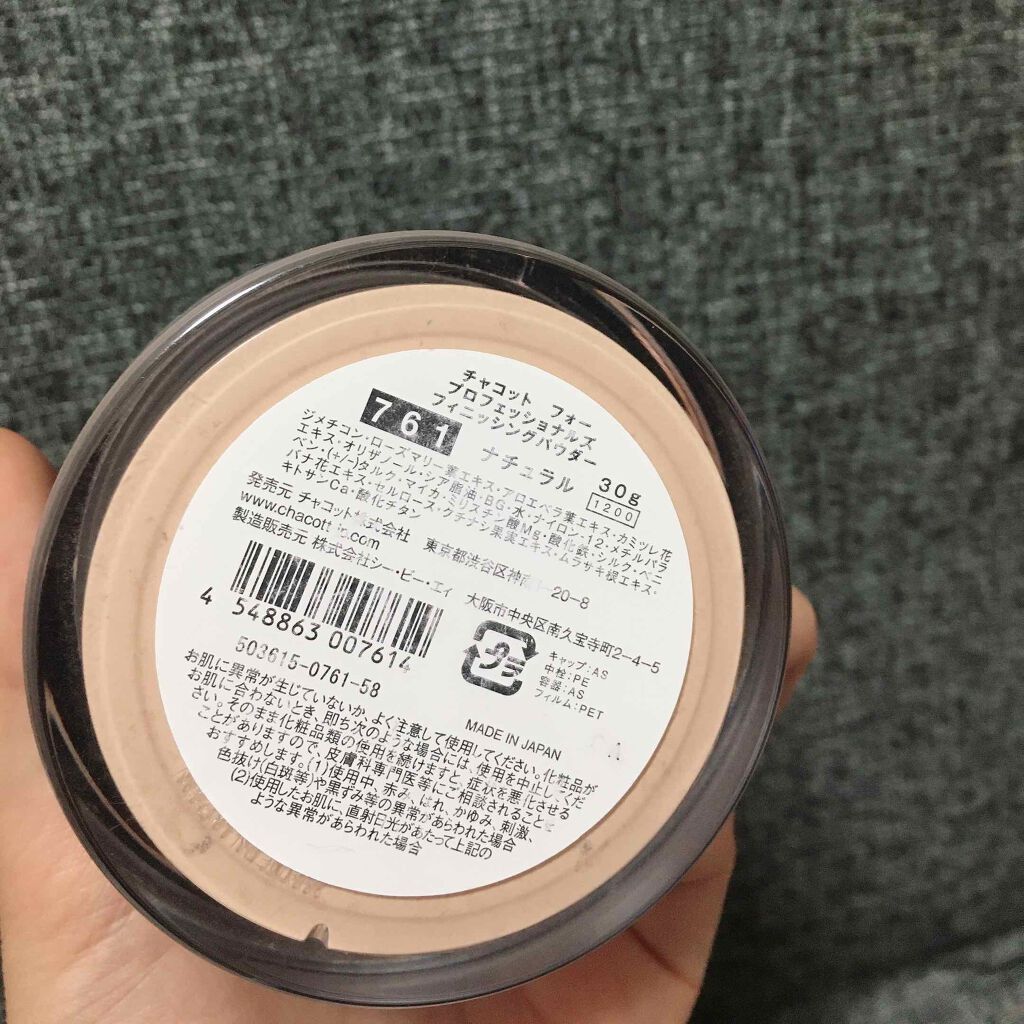 チャコット フォー
プロフェッショナルズ
フィニッシングパウダー
761 ナチュラル 30g
1200
ジメチコン・ローズマリー葉エキス・アロエベラ葉エキス・カミツレ花
エキス・オリザノール・シア脂油・BG・水・ナイロン-12・メチルパラ
ベン・(+/-)タルク・マイカ・ミリスチン酸Mg・酸化鉄・シルク・ベニ
バナ花エキス・セルロース・クチナシ果実エキス・ムラサキ根エキス・
キトサンCa・酸化チタン
発売元 チャコット株式会社 東京都渋谷区神南1-20-8
www.chacott
製造販売元 株式会社シー・ビー・エィ 大阪市中央区南久宝寺町2-4-5
4 548863 007614
503615-0761-58
プラ
キャップ:AS
中栓:PE
容器:AS
フィルム:PET
MADE IN JAPAN
お肌に異常が生じていないか、よく注意して使用してください。化粧品が
お肌に合わないとき、即ち次のような場合には、使用を中止してくだ
さい。そのまま化粧品類の使用を続けますと、症状を悪化させる
ことがありますので、皮膚科専門医等にご相談されることを
おすすめします。(1)使用中、赤み、はれ、かゆみ、刺激、
色抜け(白斑等)や黒ずみ等の異常があらわれた場合
(2)使用したお肌に、直射日光があたって上記の
ような異常があらわれた場合